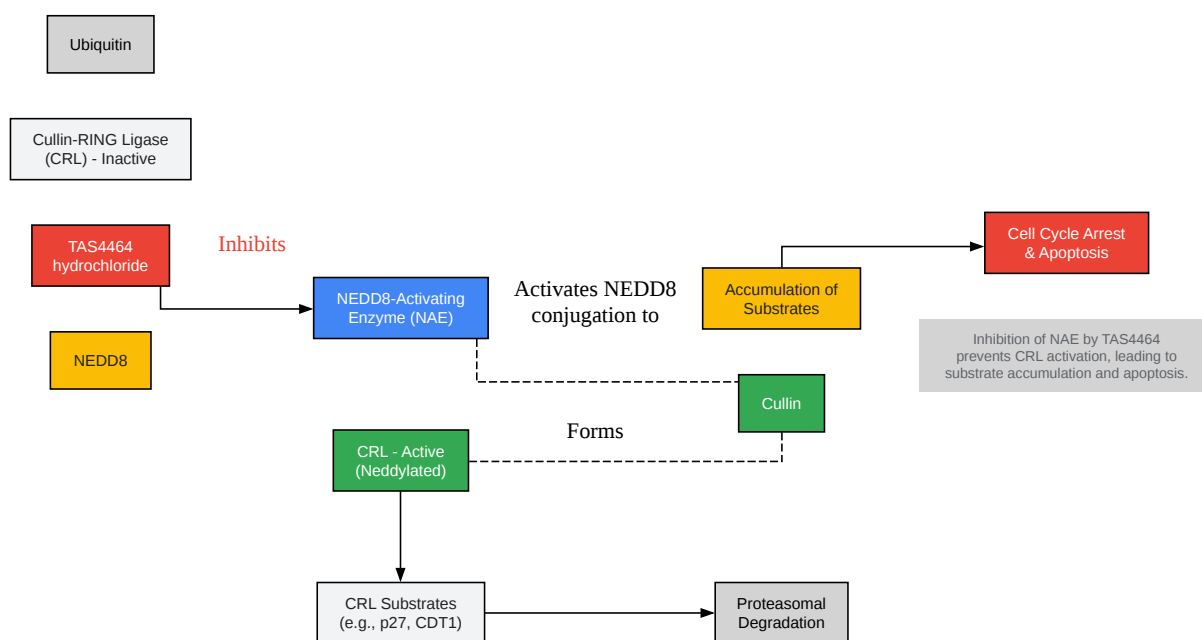 Ubiquitin
Cullin-RING Ligase
(CRL) - Inactive
TAS4464
hydrochloride
Inhibits
NEDD8
NEDD8-Activating
Enzyme (NAE)
Activates NEDD8
conjugation to
Accumulation of
Substrates
Cell Cycle Arrest
& Apoptosis
Inhibition of NAE by TAS4464
prevents CRL activation, leading to
substrate accumulation and apoptosis.
Cullin
Forms
CRL - Active
(Neddylated)
CRL Substrates
(e.g., p27, CDT1)
Proteasomal
Degradation